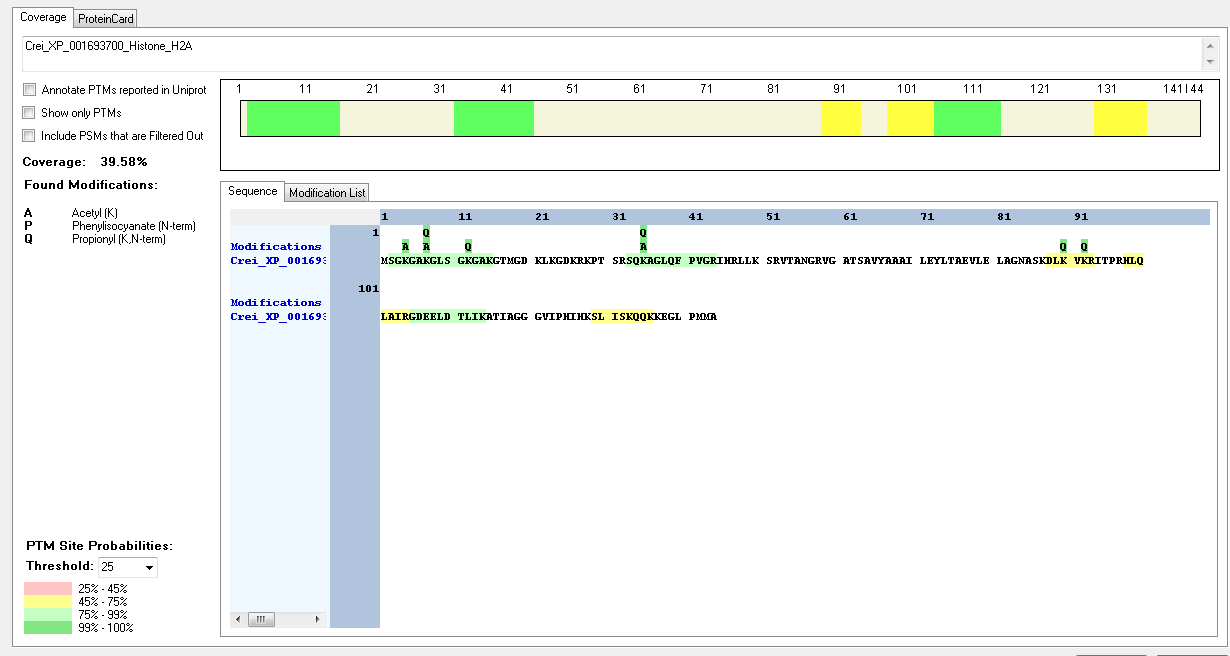 Coverage ProteinCard
Crei_XP_001693700_Histone_H2A
Annotate PTMs reported in Uniprot
Show only PTMs
Include PSMs that are Filtered Out
Coverage: 39.58%
Found Modifications:
A Acetyl (K)
P Phenylisocyanate (N-term)
Q Propionyl (K,N-term)
1 11 21 31 41 51 61 71 81 91 101 111 121 131 141 144
Sequence Modification List
1 11 21 31 41 51 61 71 81 91
1 Q Q
Modifications A A Q A Q Q
Crei_XP_00169 MSGKGAKGLS GKGAKGTMGD KLKGDKRKPT SRSQKAGLQF PVGRIHRLLK SRVTANGRVG ATSAVYAAAI LEYLTAEVLE LAGNASKDLK VKRITPRHLQ
101
Modifications
Crei_XP_00169 LAIRGDEELD TLIKATIAGG GVIPHIHKSL ISKQQKKEGL PMMA
PTM Site Probabilities:
Threshold: 25
25% - 45%
45% - 75%
75% - 99%
99% - 100%